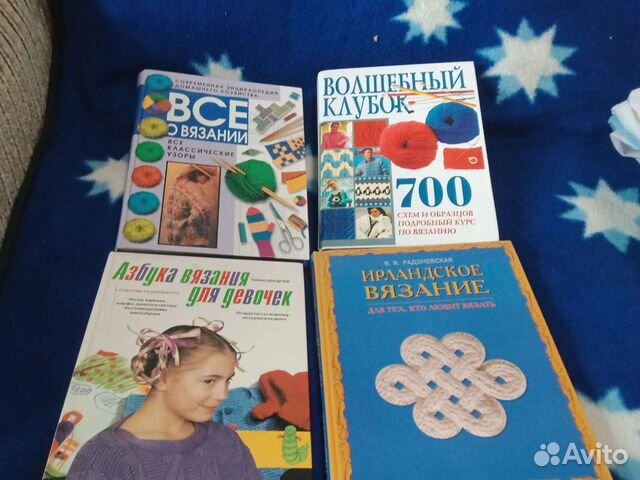 СОВРЕМЕННАЯ ЭНЦИКЛОПЕДИЯ
ДОМАШНЕГО ХОЗЯЙСТВА
ВСЕ
О ВЯЗАНИИ
ВСЕ
КЛАССИЧЕСКИЕ
УЗОРЫ
ВОЛШЕБНЫЙ
КЛУБОК
700
СХЕМ И ОБРАЗЦОВ
ПОДРОБНЫЙ КУРС
ПО ВЯЗАНИЮ
Азбука вязания
для девочек
В. Я. РАДЗИЕВСКАЯ
ИРЛАНДСКОЕ
ВЯЗАНИЕ
ДЛЯ ТЕХ, КТО ЛЮБИТ ВЯЗАТЬ
Avito